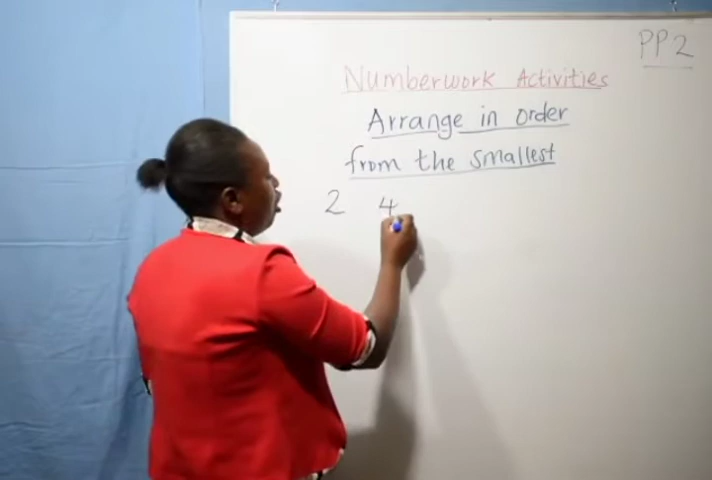 PP2
Numberwork Activities
Arrange in order
from the smallest
2 4